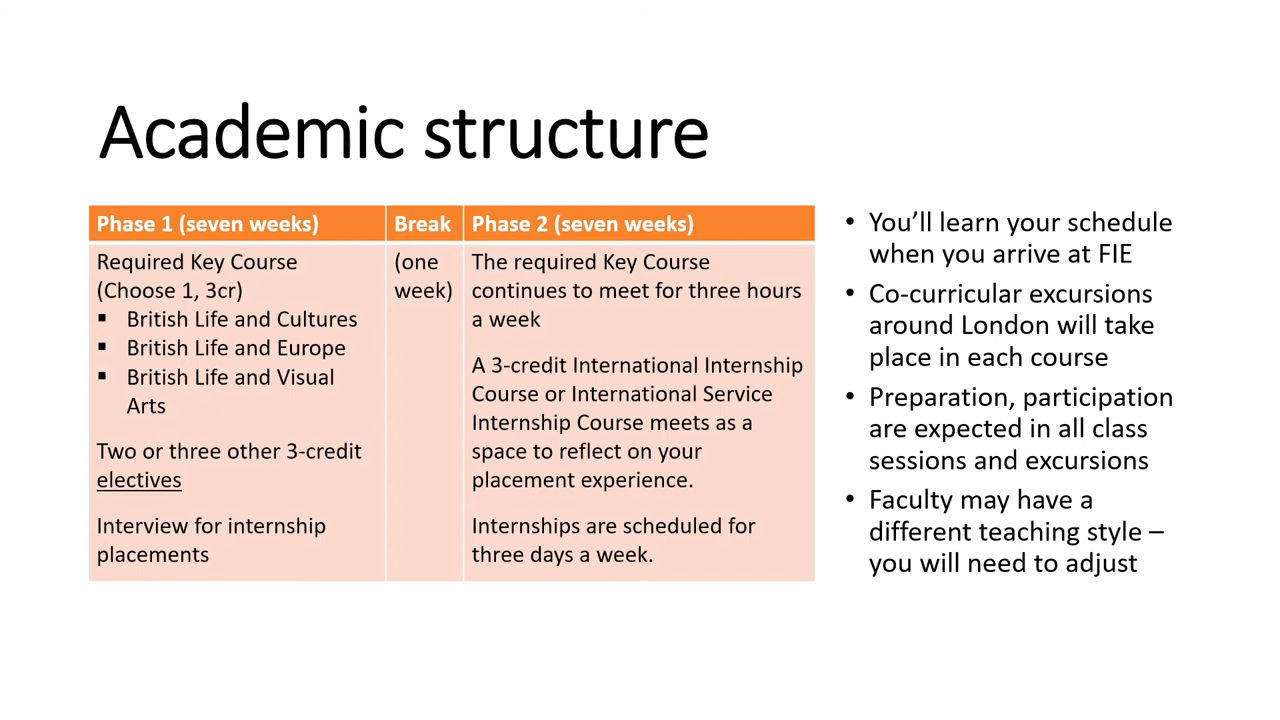 Academic structure
Phase 1 (seven weeks)
Required Key Course
(Choose 1, 3cr)
▪ British Life and Cultures
▪ British Life and Europe
▪ British Life and Visual
Arts
Two or three other 3-credit
electives
Interview for internship
placements
Break
(one
week)
Phase 2 (seven weeks)
The required Key Course
continues to meet for three hours
a week
A 3-credit International Internship
Course or International Service
Internship Course meets as a
space to reflect on your
placement experience.
Internships are scheduled for
three days a week.
• You’ll learn your schedule
when you arrive at FIE
• Co-curricular excursions
around London will take
place in each course
• Preparation, participation
are expected in all class
sessions and excursions
• Faculty may have a
different teaching style –
you will need to adjust